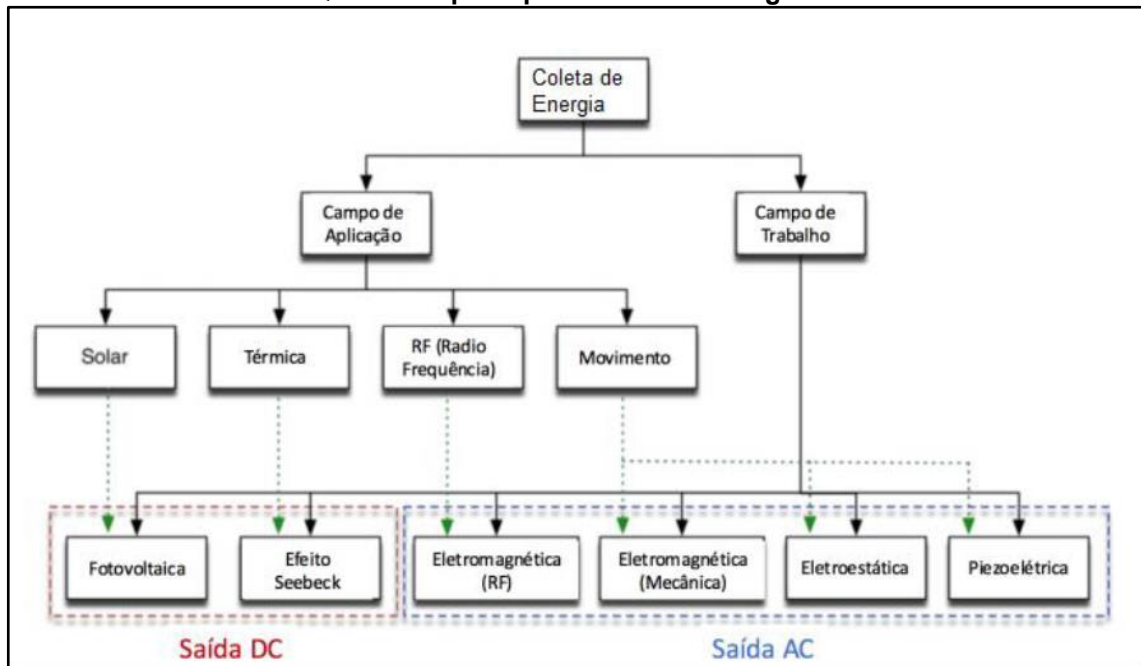 Coleta de
Energia
Campo de
Aplicação
Campo de
Trabalho
Solar
Térmica
RF (Radio
Frequência)
Movimento
Fotovoltaica
Efeito
Seebeck
Eletromagnética
(RF)
Eletromagnética
(Mecânica)
Eletroestática
Piezoelétrica
Saída DC
Saída AC